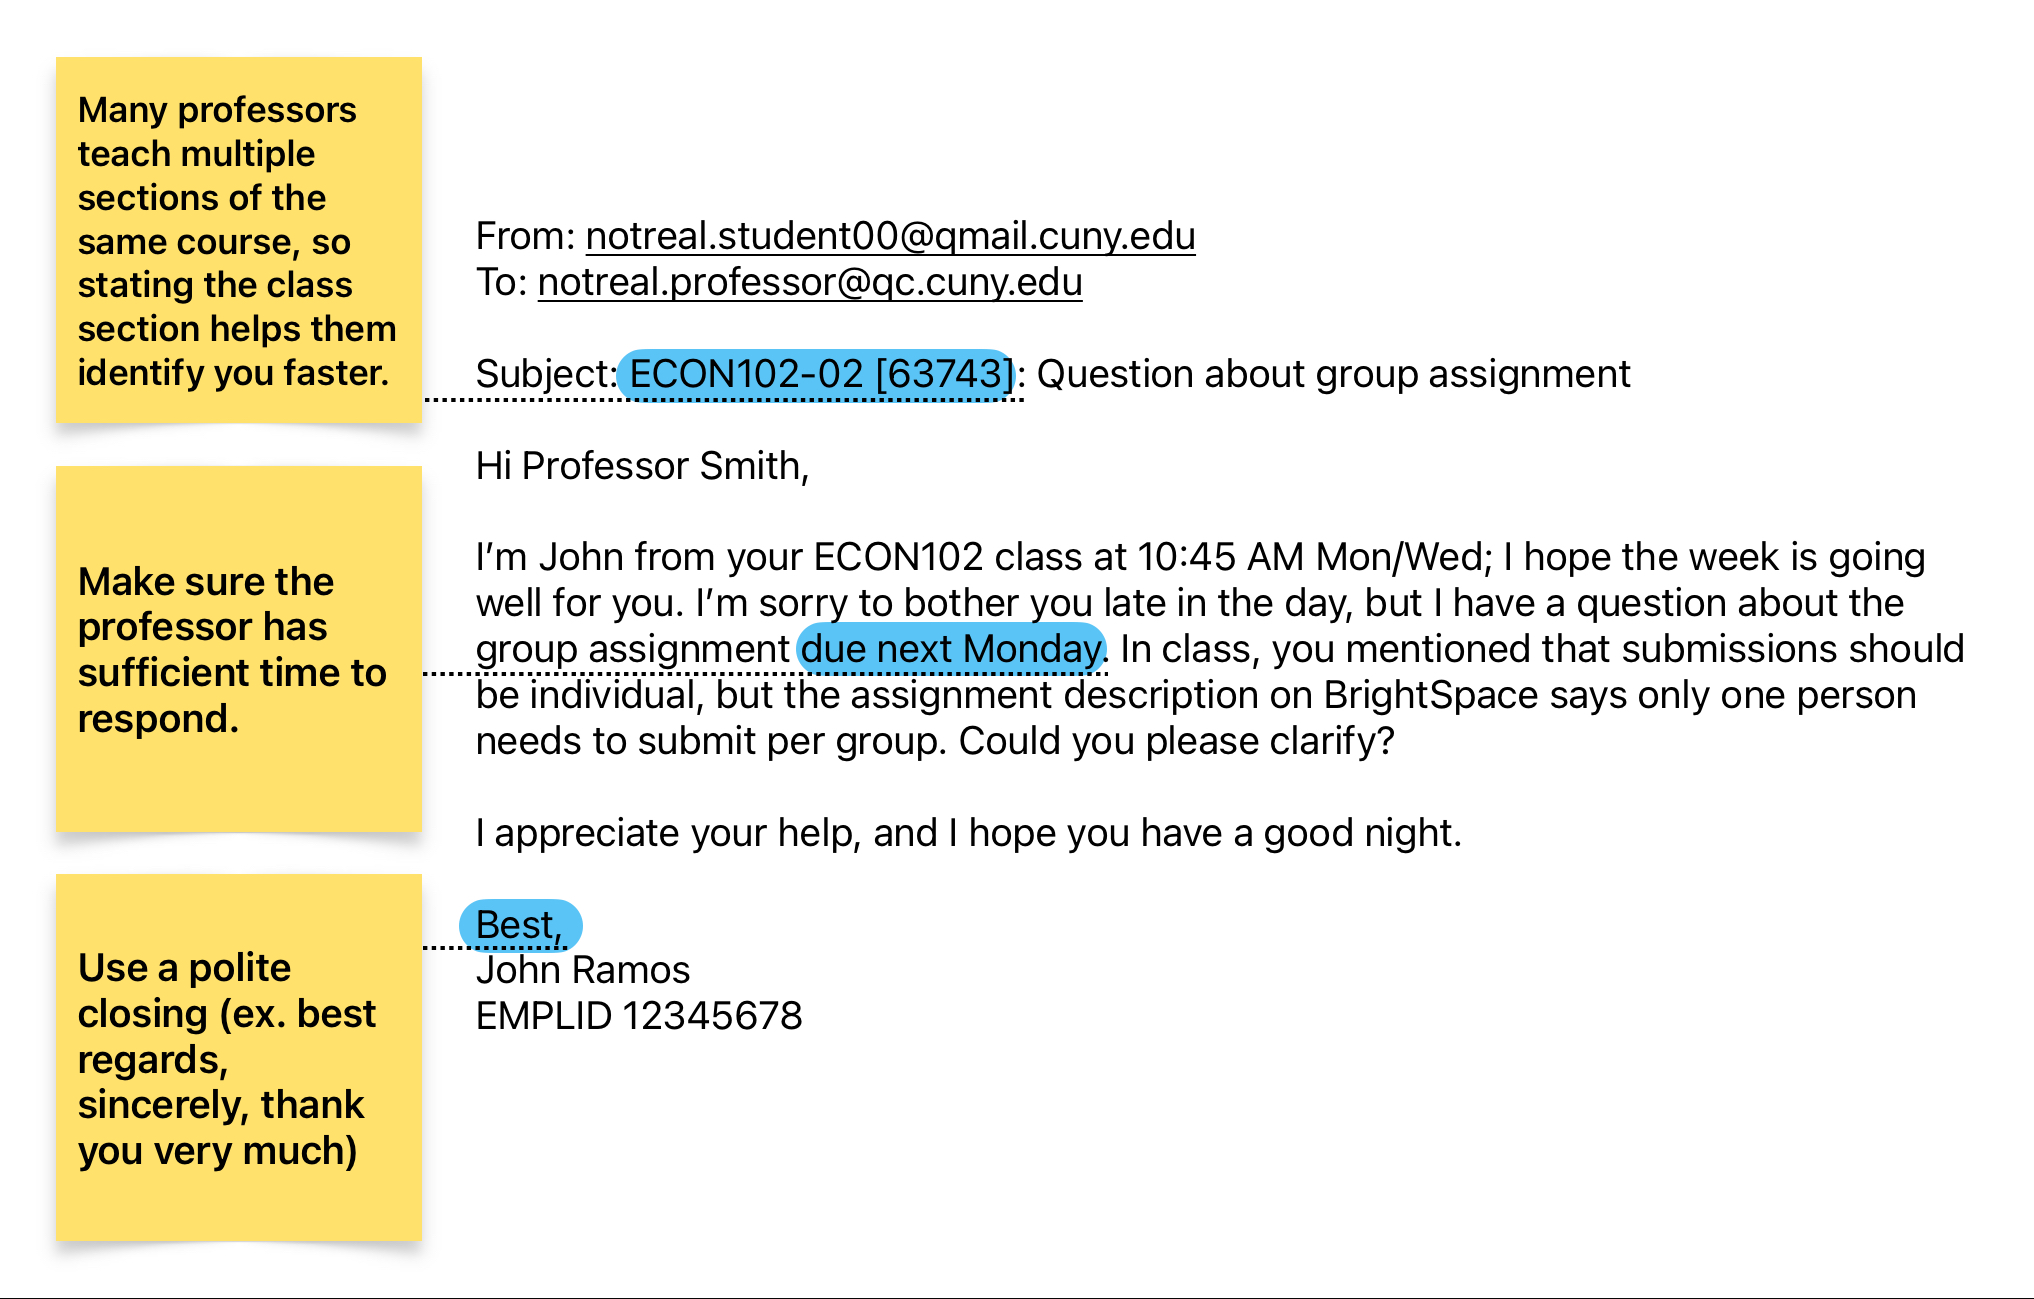 Many professors
teach multiple
sections of the
same course, so
stating the class
section helps them
identify you faster.
Make sure the
professor has
sufficient time to
respond.
Use a polite
closing (ex. best
regards,
sincerely, thank
you very much)
From: notreal.student00@qmail.cuny.edu
To: notreal.professor@qc.cuny.edu
Subject: ECON102-02 [63743]: Question about group assignment
Hi Professor Smith,
I’m John from your ECON102 class at 10:45 AM Mon/Wed; I hope the week is going
well for you. I’m sorry to bother you late in the day, but I have a question about the
group assignment due next Monday. In class, you mentioned that submissions should
be individual, but the assignment description on BrightSpace says only one person
needs to submit per group. Could you please clarify?
I appreciate your help, and I hope you have a good night.
Best,
John Ramos
EMPLID 12345678